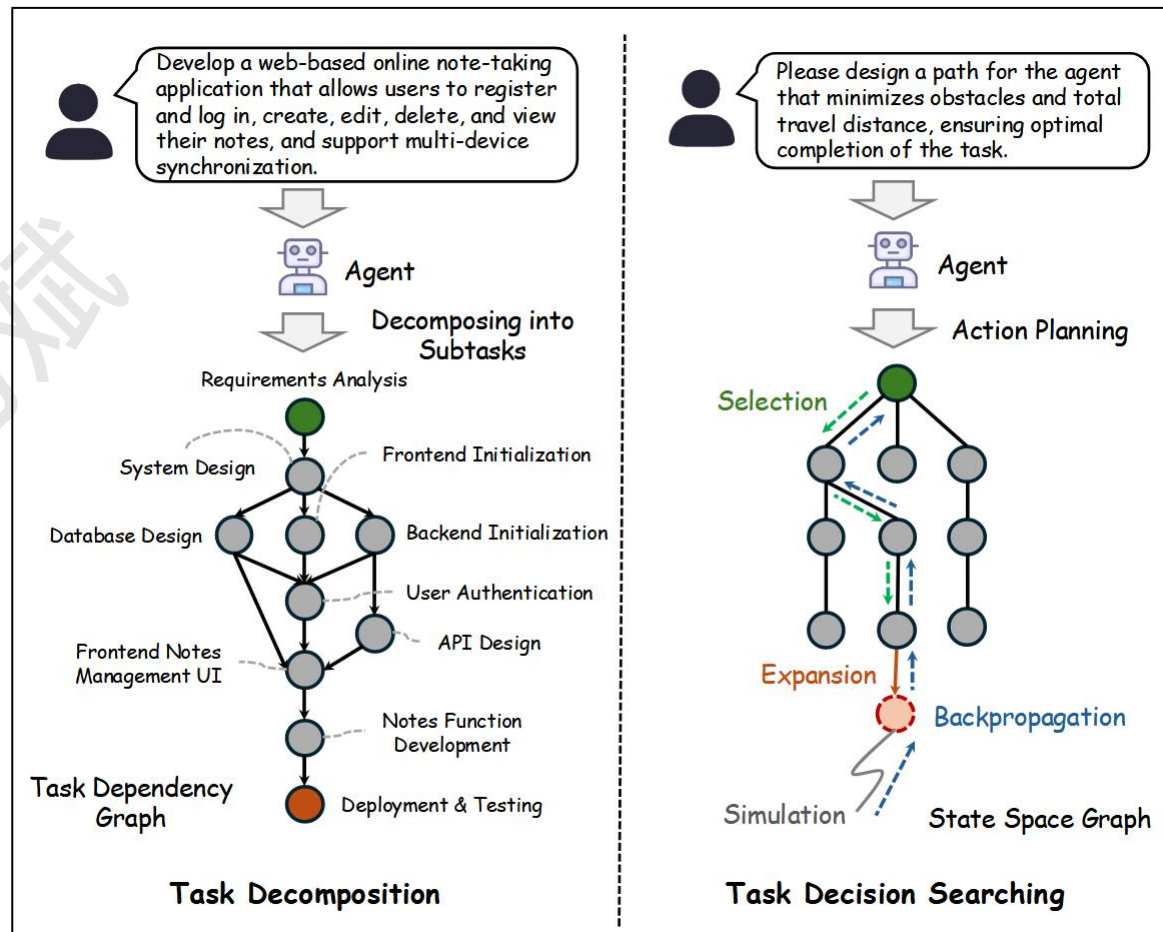 Develop a web-based online note-taking
application that allows users to register
and log in, create, edit, delete, and view
their notes, and support multi-device
synchronization.
Agent
Decomposing into
Subtasks
Requirements Analysis
System Design
Frontend Initialization
Database Design
Backend Initialization
User Authentication
API Design
Frontend Notes
Management UI
Notes Function
Development
Task Dependency
Graph
Deployment & Testing
Task Decomposition
Please design a path for the agent
that minimizes obstacles and total
travel distance, ensuring optimal
completion of the task.
Agent
Action Planning
Selection
Expansion
Backpropagation
Simulation
State Space Graph
Task Decision Searching
斌